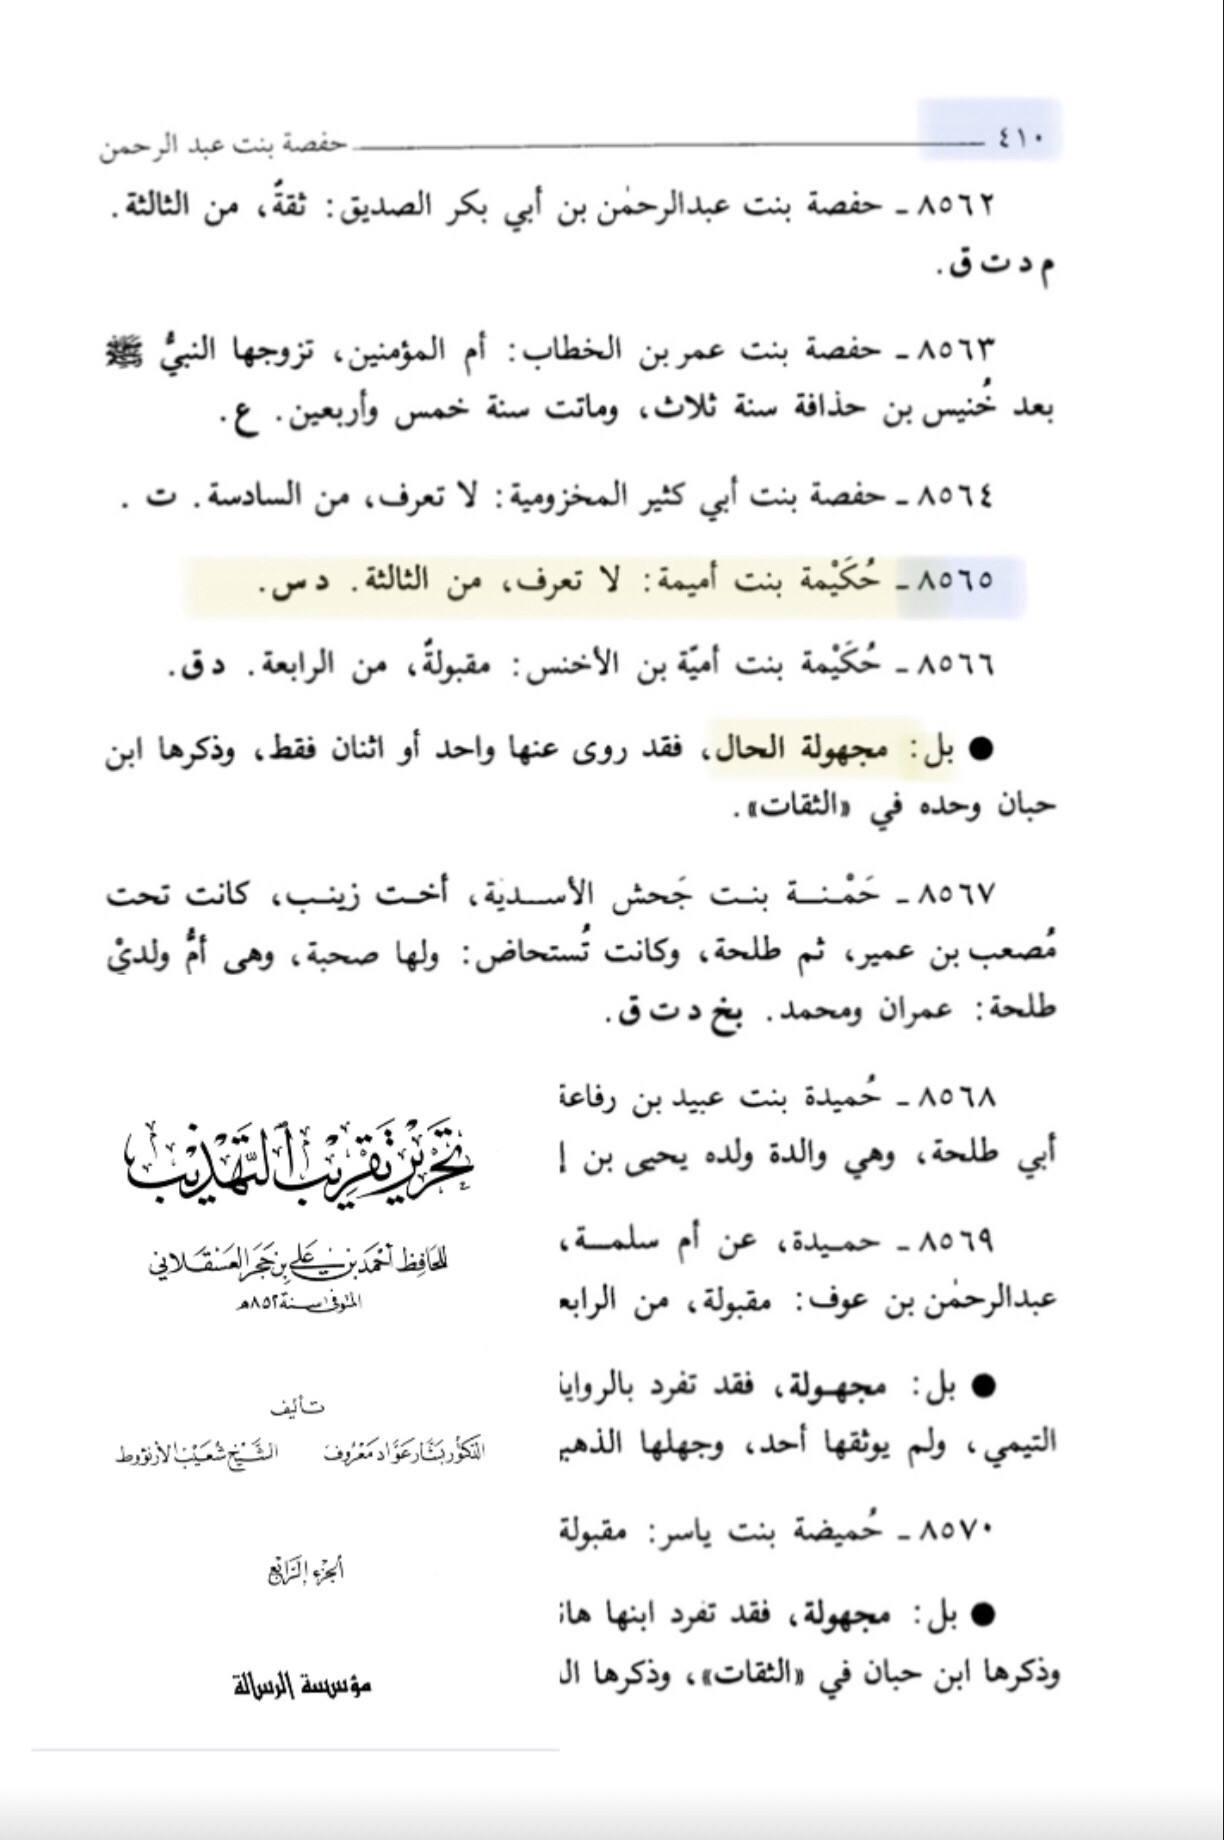 ٤١٠ حفصة بنت عبد الرحمن
٨٥٦٢ ـ حفصة بنت عبدالرحمٰن بن أبي بكر الصديق: ثقةٌ، من الثالثة.
م د ت ق.
٨٥٦٣ ـ حفصة بنت عمر بن الخطاب: أم المؤمنين، تزوجها النبيُّ ﷺ
بعد خُنيس بن حذافة سنة ثلاث، وماتت سنة خمس وأربعين. ع.
٨٥٦٤ ـ حفصة بنت أبي كثير المخزومية: لا تعرف، من السادسة. ت.
٨٥٦٥ ـ حُكَيْمة بنت أميمة: لا تعرف، من الثالثة. د س.
٨٥٦٦ ـ حُكَيْمة بنت أميّة بن الأخنس: مقبولةٌ، من الرابعة. د ق.
● بل: مجهولة الحال، فقد روى عنها واحد أو اثنان فقط، وذكرها ابن
حبان وحده في «الثقات».
٨٥٦٧ ـ حَمْنة بنت جَحش الأسدية، أخت زينب، كانت تحت
مُصعب بن عمير، ثم طلحة، وكانت تُستحاض: ولها صحبة، وهى أمُّ ولديْ
طلحة: عمران ومحمد. بخ د ت ق.
٨٥٦٨ ـ حُميدة بنت عبيد بن رفاعة
أبي طلحة، وهي والدة ولده يحيى بن إ
٨٥٦٩ ـ حميدة، عن أم سلمة،
عبدالرحمٰن بن عوف: مقبولة، من الرابع
● بل: مجهولة، فقد تفرد بالرواية
التيمي، ولم يوثقها أحد، وجهلها الذهبي
٨٥٧٠ ـ حُميضة بنت ياسر: مقبولة
● بل: مجهولة، فقد تفرد ابنها هان
وذكرها ابن حبان في «الثقات»، وذكرها ال
تحرير تقريب التهذيب
للحافظ أحمد بن علي بن حجر العسقلاني
المتوفى سنة ٨٥٢هـ
تأليف
الدكتور بشار عواد معروف الشيخ شعيب الأرنؤوط
الجزء الرابع
مؤسسة الرسالة